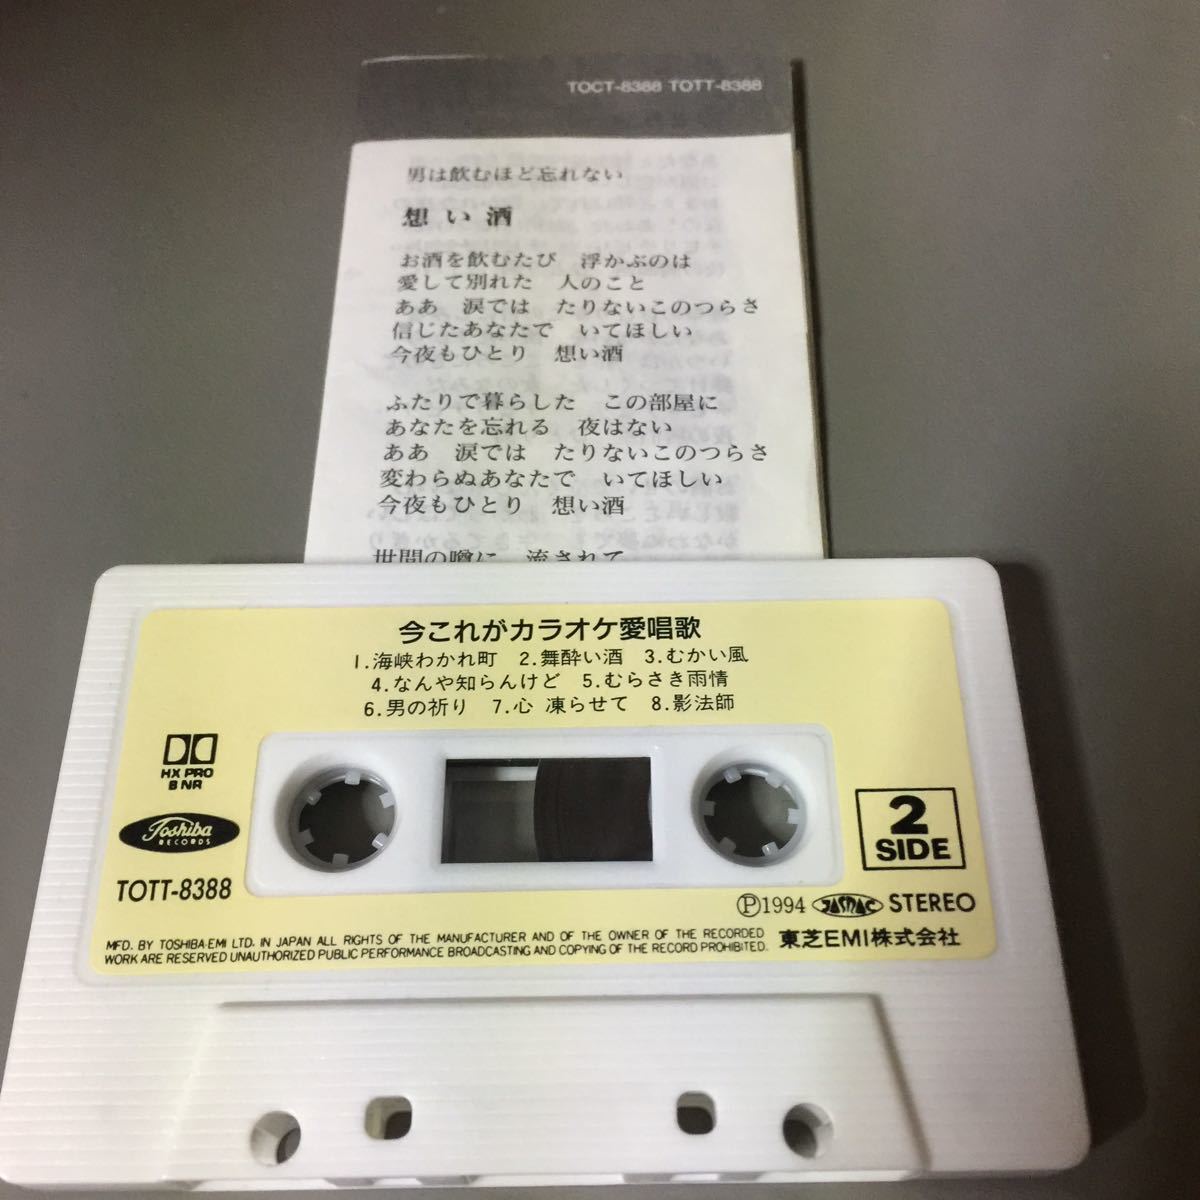 TOCT-8388 TOTT-8388
男は飲むほど忘れない
想い酒
お酒を飲むたび　浮かぶのは
愛して別れた　人のこと
ああ　涙では　たりないこのつらさ
信じたあなたで　いてほしい
今夜もひとり　想い酒
ふたりで暮らした　この部屋に
あなたを忘れる　夜はない
ああ　涙では　たりないこのつらさ
変わらぬあなたで　いてほしい
今夜もひとり　想い酒
世間の噂に　流されて
今これがカラオケ愛唱歌
1.海峡わかれ町 2.舞酔い酒 3.むかい風
4.なんや知らんけど 5.むらさき雨情
6.男の祈り 7.心 凍らせて 8.影法師
HX PRO
B NR
Toshiba
RECORDS
2
SIDE
TOTT-8388
Ⓟ1994 JASRAC STEREO
MFD. BY TOSHIBA-EMI LTD. IN JAPAN ALL RIGHTS OF THE MANUFACTURER AND OF THE OWNER OF THE RECORDED
WORK ARE RESERVED UNAUTHORIZED PUBLIC PERFORMANCE BROADCASTING AND COPYING OF THE RECORD PROHIBITED.
東芝EMI株式会社